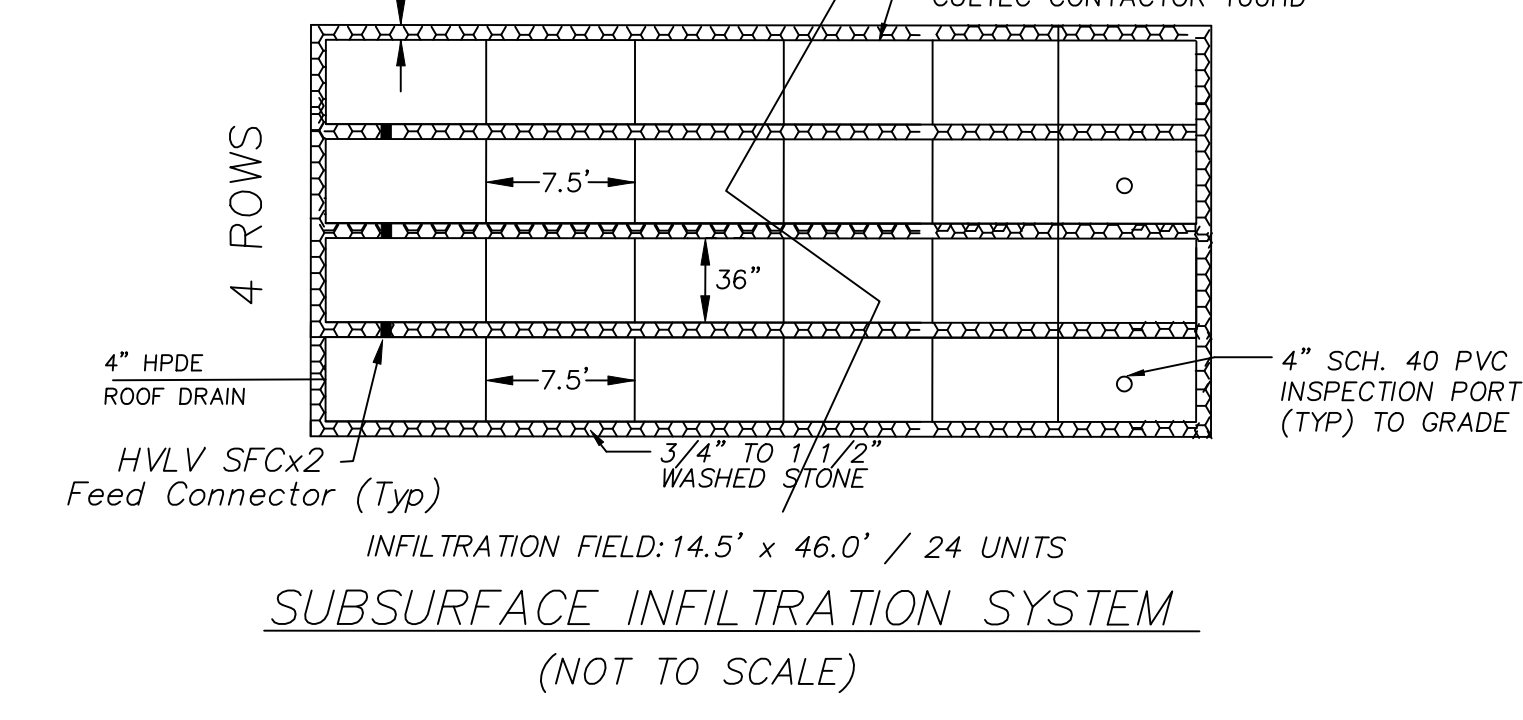 CULTEC CONTACTOR 100HD
4 ROWS
7.5'
36"
4" HPDE
ROOF DRAIN
7.5'
4" SCH. 40 PVC
INSPECTION PORT
(TYP) TO GRADE
HVLV SFCx2
Feed Connector (Typ)
3/4" TO 1 1/2"
WASHED STONE
INFILTRATION FIELD: 14.5' x 46.0' / 24 UNITS
SUBSURFACE INFILTRATION SYSTEM
(NOT TO SCALE)